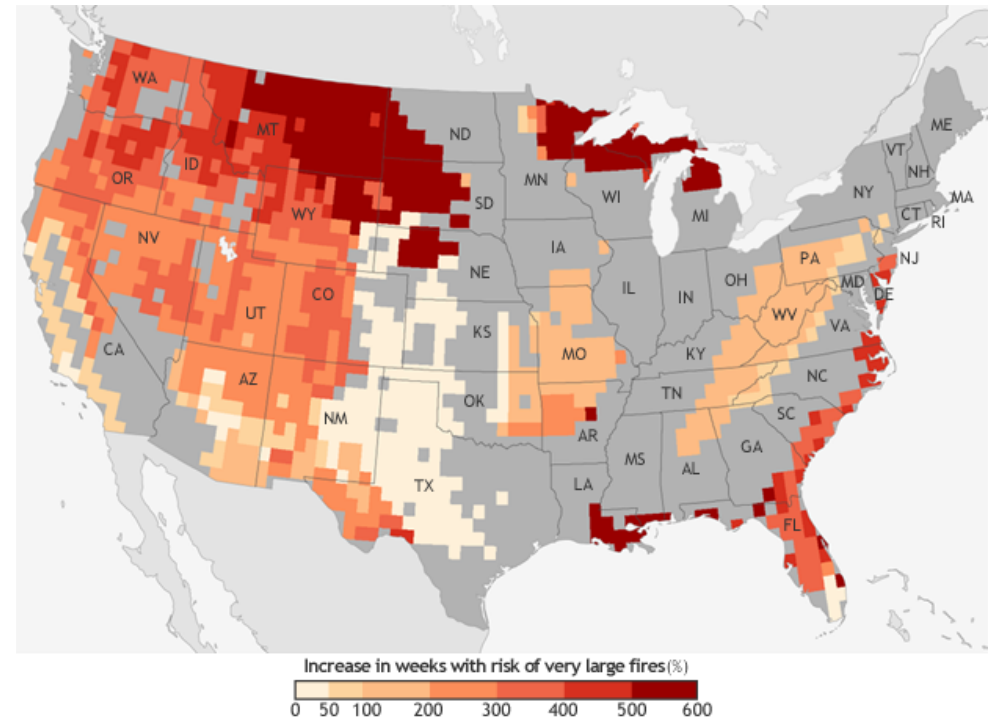 WA
MT
ND
ME
VT
NH
ID
OR
MN
SD
WI
NY
MA
WY
MI
CT
RI
NV
IA
NE
PA
NJ
OH
IL
IN
MD
DE
UT
CO
WV
VA
KS
MO
KY
CA
AZ
NC
TN
OK
NM
SC
AR
MS
AL
GA
TX
LA
FL
Increase in weeks with risk of very large fires (%)
0 50 100 200 300 400 500 600